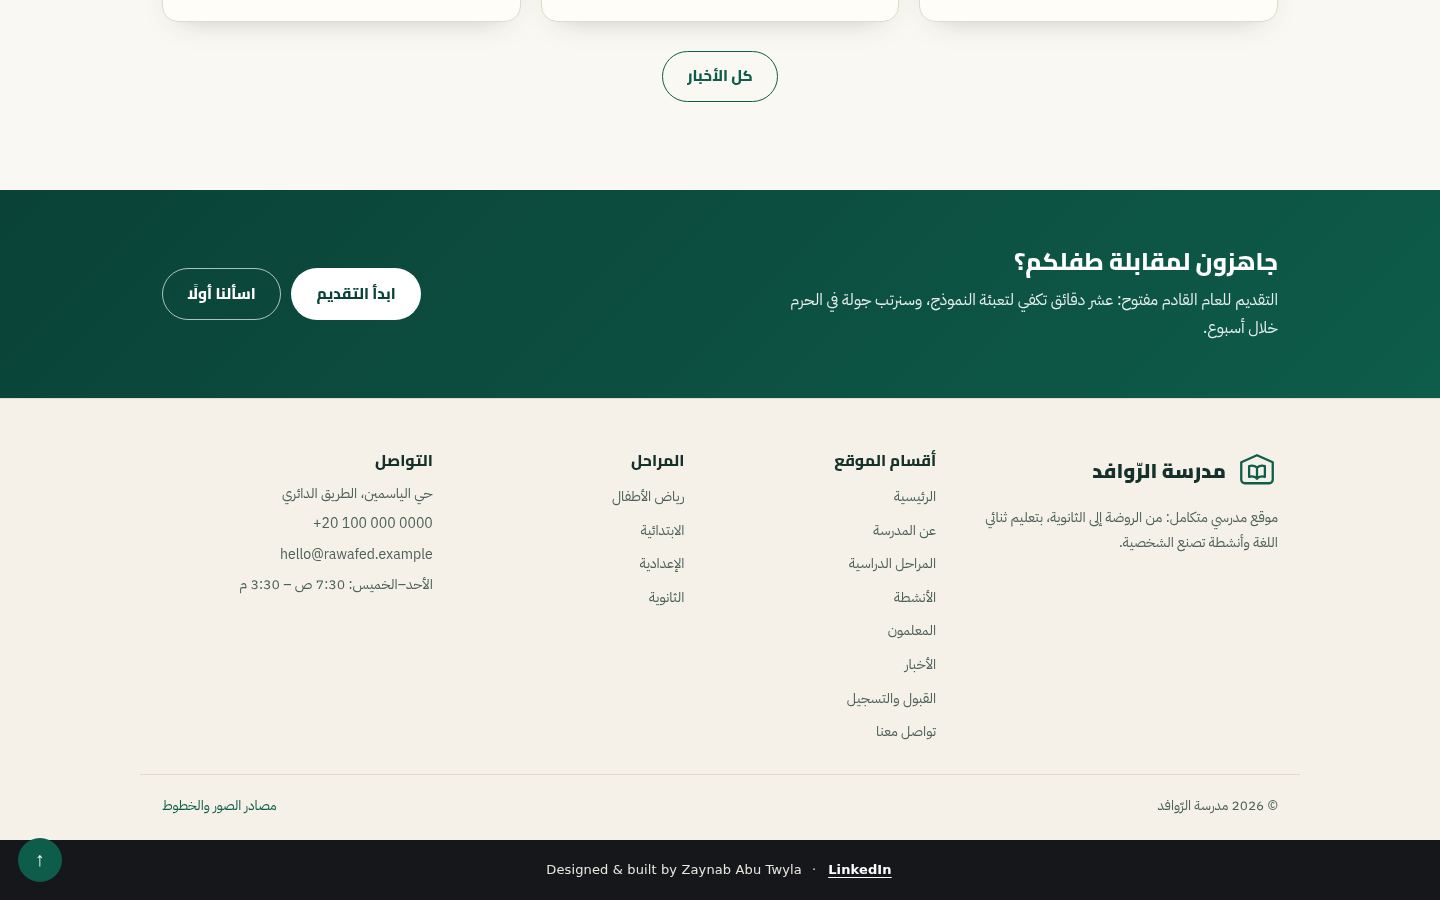 كل الأخبار
جاهزون لمقابلة طفلكم؟
التقديم للعام القادم مفتوح: عشر دقائق تكفي لتعبئة النموذج، وسنرتب جولة في الحرم
خلال أسبوع.
ابدأ التقديم
اسألنا أولًا
مدرسة الرّوافد
موقع مدرسي متكامل: من الروضة إلى الثانوية، بتعليم ثنائي
اللغة وأنشطة تصنع الشخصية.
أقسام الموقع
الرئيسية
عن المدرسة
المراحل الدراسية
الأنشطة
المعلمون
الأخبار
القبول والتسجيل
تواصل معنا
المراحل
رياض الأطفال
الابتدائية
الإعدادية
الثانوية
التواصل
حي الياسمين، الطريق الدائري
+20 100 000 0000
hello@rawafed.example
الأحد–الخميس: 7:30 ص – 3:30 م
© 2026 مدرسة الرّوافد
مصادر الصور والخطوط
↑
Designed & built by Zaynab Abu Twyla · LinkedIn